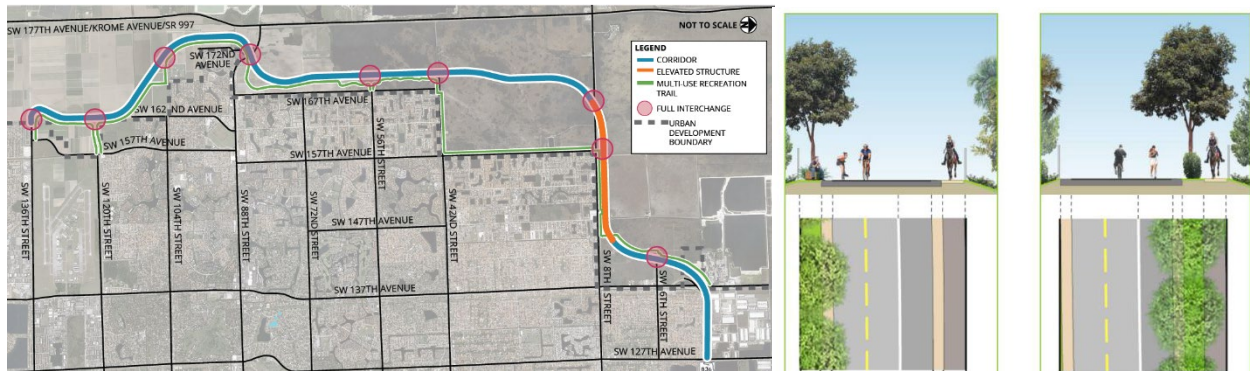 SW 177TH AVENUE/KROME AVENUE/SR 997
NOT TO SCALE
N
LEGEND
CORRIDOR
ELEVATED STRUCTURE
MULTI-USE RECREATION
TRAIL
FULL INTERCHANGE
URBAN
DEVELOPMENT
BOUNDARY
SW 172ND
AVENUE
SW 167TH AVENUE
SW 162ND AVENUE
SW 157TH AVENUE
SW 157TH AVENUE
SW 147TH AVENUE
SW 137TH AVENUE
SW 127TH AVENUE
SW 136TH STREET
SW 120TH STREET
SW 104TH STREET
SW 88TH STREET
SW 72ND STREET
SW 56TH STREET
SW 42ND STREET
SW 8TH STREET
STREET
836